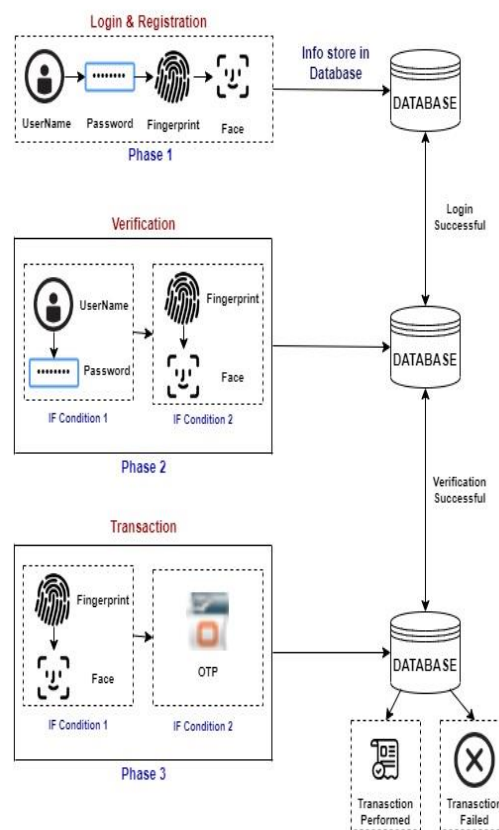 Login & Registration
Info store in
Database
DATABASE
UserName
Password
Fingerprint
Face
Phase 1
Login
Successful
Verification
UserName
Password
IF Condition 1
Fingerprint
Face
IF Condition 2
DATABASE
Phase 2
Verification
Successful
Transaction
Fingerprint
Face
IF Condition 1
OTP
IF Condition 2
DATABASE
Phase 3
Tranasction
Performed
Tranasction
Failed